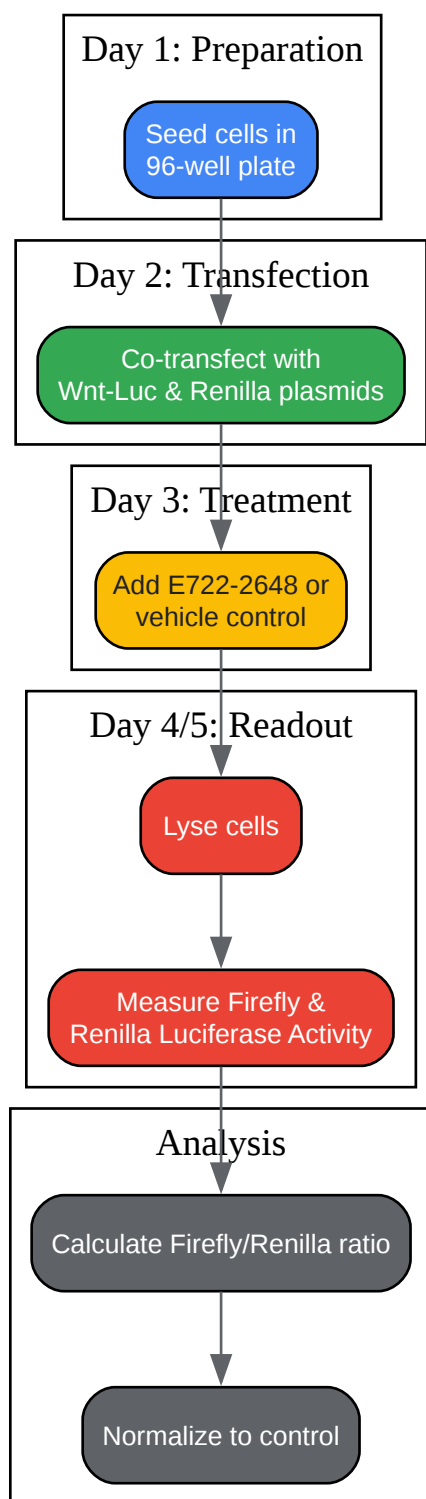 Day 1: Preparation
Seed cells in
96-well plate
Day 2: Transfection
Co-transfect with
Wnt-Luc & Renilla plasmids
Day 3: Treatment
Add E722-2648 or
vehicle control
Day 4/5: Readout
Lyse cells
Measure Firefly &
Renilla Luciferase Activity
Analysis
Calculate Firefly/Renilla ratio
Normalize to control